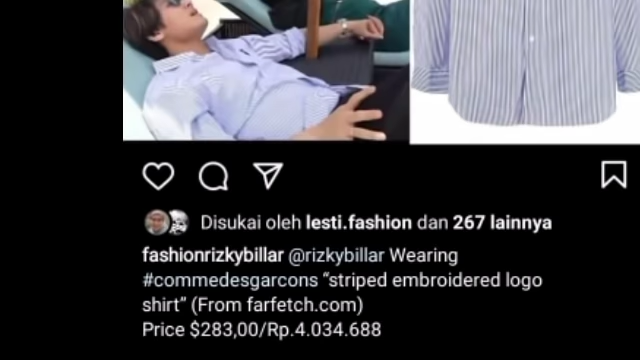 Disukai oleh lesti.fashion dan 267 lainnya
fashionrizkybillar @rizkybillar Wearing
#commedesgarcons “striped embroidered logo
shirt” (From farfetch.com)
Price $283,00/Rp.4.034.688